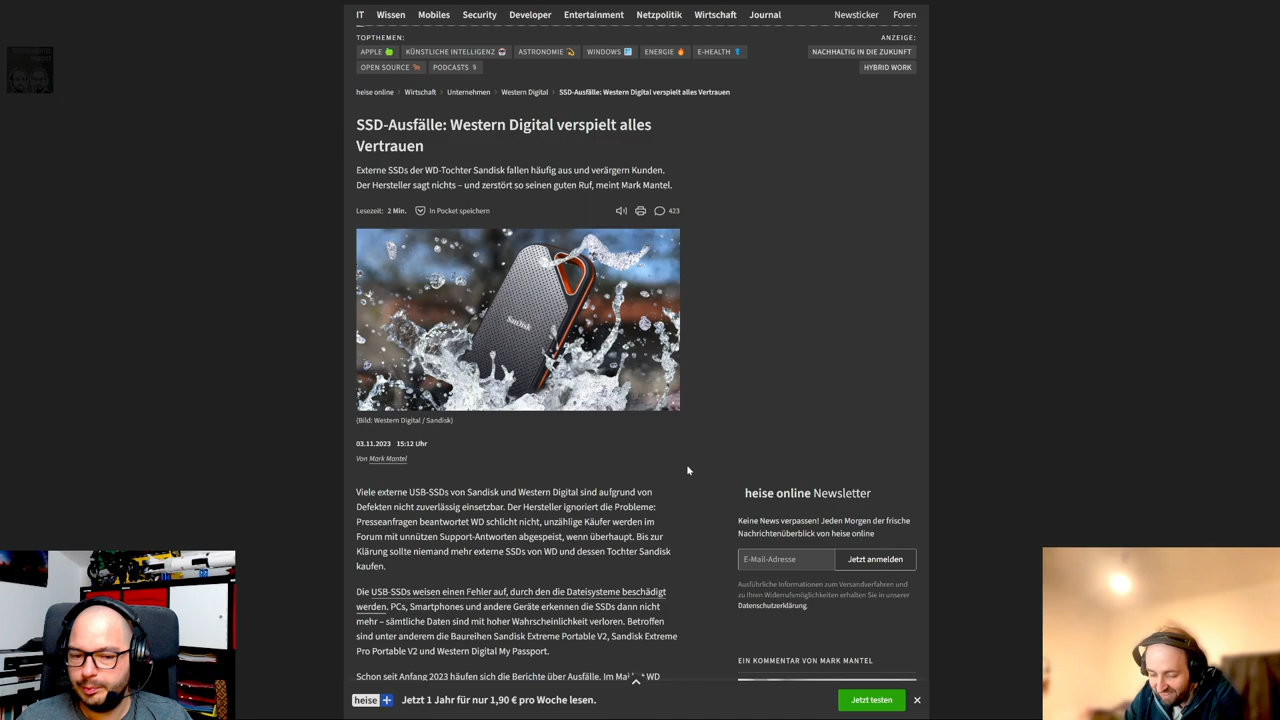 IT Wissen Mobiles Security Developer Entertainment Netzpolitik Wirtschaft Journal Newsticker Foren
TOPTHEMEN:
ANZEIGE:
APPLE KÜNSTLICHE INTELLIGENZ ASTRONOMIE WINDOWS ENERGIE E-HEALTH
NACHHALTIG IN DIE ZUKUNFT
OPEN SOURCE PODCASTS
HYBRID WORK
heise online › Wirtschaft › Unternehmen › Western Digital › SSD-Ausfälle: Western Digital verspielt alles Vertrauen
SSD-Ausfälle: Western Digital verspielt alles
Vertrauen
Externe SSDs der WD-Tochter Sandisk fallen häufig aus und verärgern Kunden.
Der Hersteller sagt nichts – und zerstört so seinen guten Ruf, meint Mark Mantel.
Lesezeit: 2 Min. In Pocket speichern 423
SanDisk
(Bild: Western Digital / Sandisk)
03.11.2023 15:12 Uhr
Von Mark Mantel
Viele externe USB-SSDs von Sandisk und Western Digital sind aufgrund von
Defekten nicht zuverlässig einsetzbar. Der Hersteller ignoriert die Probleme:
Presseanfragen beantwortet WD schlicht nicht, unzählige Käufer werden im
Forum mit unnützen Support-Antworten abgespeist, wenn überhaupt. Bis zur
Klärung sollte niemand mehr externe SSDs von WD und dessen Tochter Sandisk
kaufen.
Die USB-SSDs weisen einen Fehler auf, durch den die Dateisysteme beschädigt
werden. PCs, Smartphones und andere Geräte erkennen die SSDs dann nicht
mehr – sämtliche Daten sind mit hoher Wahrscheinlichkeit verloren. Betroffen
sind unter anderem die Baureihen Sandisk Extreme Portable V2, Sandisk Extreme
Pro Portable V2 und Western Digital My Passport.
Schon seit Anfang 2023 häufen sich die Berichte über Ausfälle. Im Mai WD
heise online Newsletter
Keine News verpassen! Jeden Morgen der frische
Nachrichtenüberblick von heise online
E-Mail-Adresse Jetzt anmelden
Ausführliche Informationen zum Versandverfahren und
zu Ihren Widerrufsmöglichkeiten erhalten Sie in unserer
Datenschutzerklärung.
EIN KOMMENTAR VON MARK MANTEL
heise + Jetzt 1 Jahr für nur 1,90 € pro Woche lesen. Jetzt testen ×